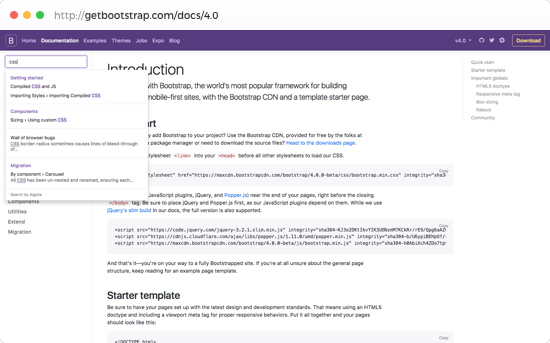 http://getbootstrap.com/docs/4.0
B Home Documentation Examples Themes Jobs Expo Blog v4.0 Download
css
Getting started
Compiled CSS and JS
Importing Styles › Importing Compiled CSS
Components
Sizing › Using custom CSS
Wall of browser bugs
CSS border-radius sometimes causes lines of bleed-through of...
Migration
By component › Carousel
All CSS has been un-nested and renamed, ensuring each...
Search by Algolia
Components
Utilities
Extend
Migration
Introduction
with Bootstrap, the world's most popular framework for building
mobile-first sites, with the Bootstrap CDN and a template starter page.
art
y add Bootstrap to your project? Use the Bootstrap CDN, provided for free by the folks at
package manager or need to download the source files? Head to the downloads page.
stylesheet <link> into your <head> before all other stylesheets to load our CSS.
Copy
stylesheet" href="https://maxcdn.bootstrapcdn.com/bootstrap/4.0.0-beta/css/bootstrap.min.css" integrity="sha
JavaScript plugins, jQuery, and Popper.js) near the end of your pages, right before the closing
</body> tag. Be sure to place jQuery and Popper.js first, as our JavaScript plugins depend on them. While we use
jQuery's slim build in our docs, the full version is also supported.
Copy
<script src="https://code.jquery.com/jquery-3.2.1.slim.min.js" integrity="sha384-
<script src="https://cdnjs.cloudflare.com/ajax/libs/popper.js/1.11.0/umd/popper.min.js" integrity="sha384-
<script src="https://maxcdn.bootstrapcdn.com/bootstrap/4.0.0-beta/js/bootstrap.min.js" integrity="sha384-
And that's it—you're on your way to a fully Bootstrapped site. If you're at all unsure about the general page
structure, keep reading for an example page template.
Starter template
Be sure to have your pages set up with the latest design and development standards. That means using an HTML5
doctype and including a viewport meta tag for proper responsive behaviors. Put it all together and your pages
should look like this:
Copy
<!DOCTYPE html>
Quick start
Starter template
Important globals
HTML5 doctype
Responsive meta tag
Box-sizing
Reboot
Community